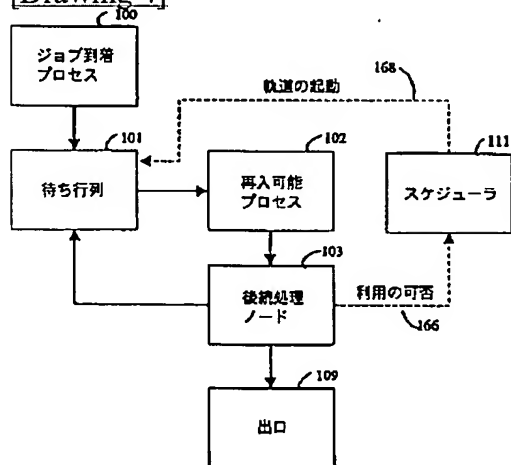 100
ジョブ到着
プロセス
168
軌道の起動
101
102
111
待ち行列
再入可能
プロセス
スケジューラ
103
後続処理
ノード
利用の可否
166
109
出口